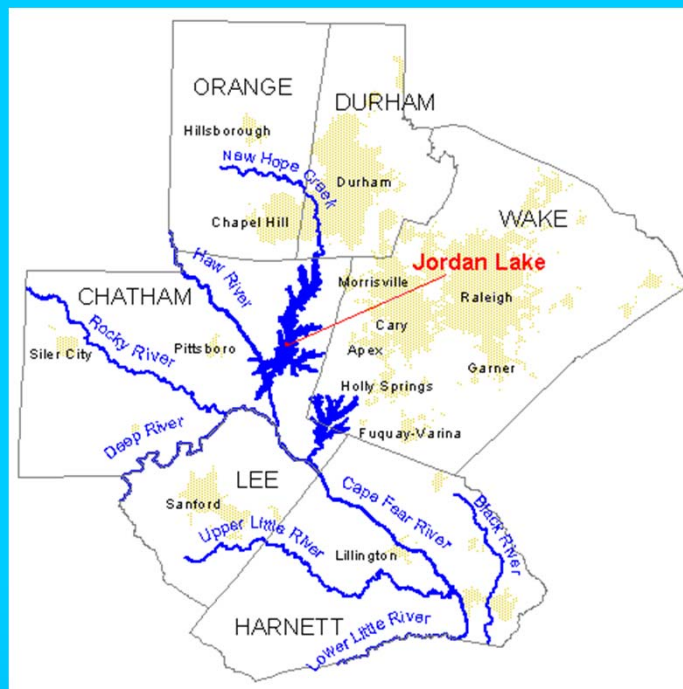 ORANGE
DURHAM
Hillsborough
New Hope Creek
Durham
Chapel Hill
WAKE
Haw River
Jordan Lake
Morrisville
CHATHAM
Raleigh
Rocky River
Cary
Siler City
Pittsboro
Apex
Garner
Holly Springs
Deep River
Fuquay-Varina
LEE
Cape Fear River
Black River
Sanford
Upper Little River
Lillington
HARNETT
Lower Little River